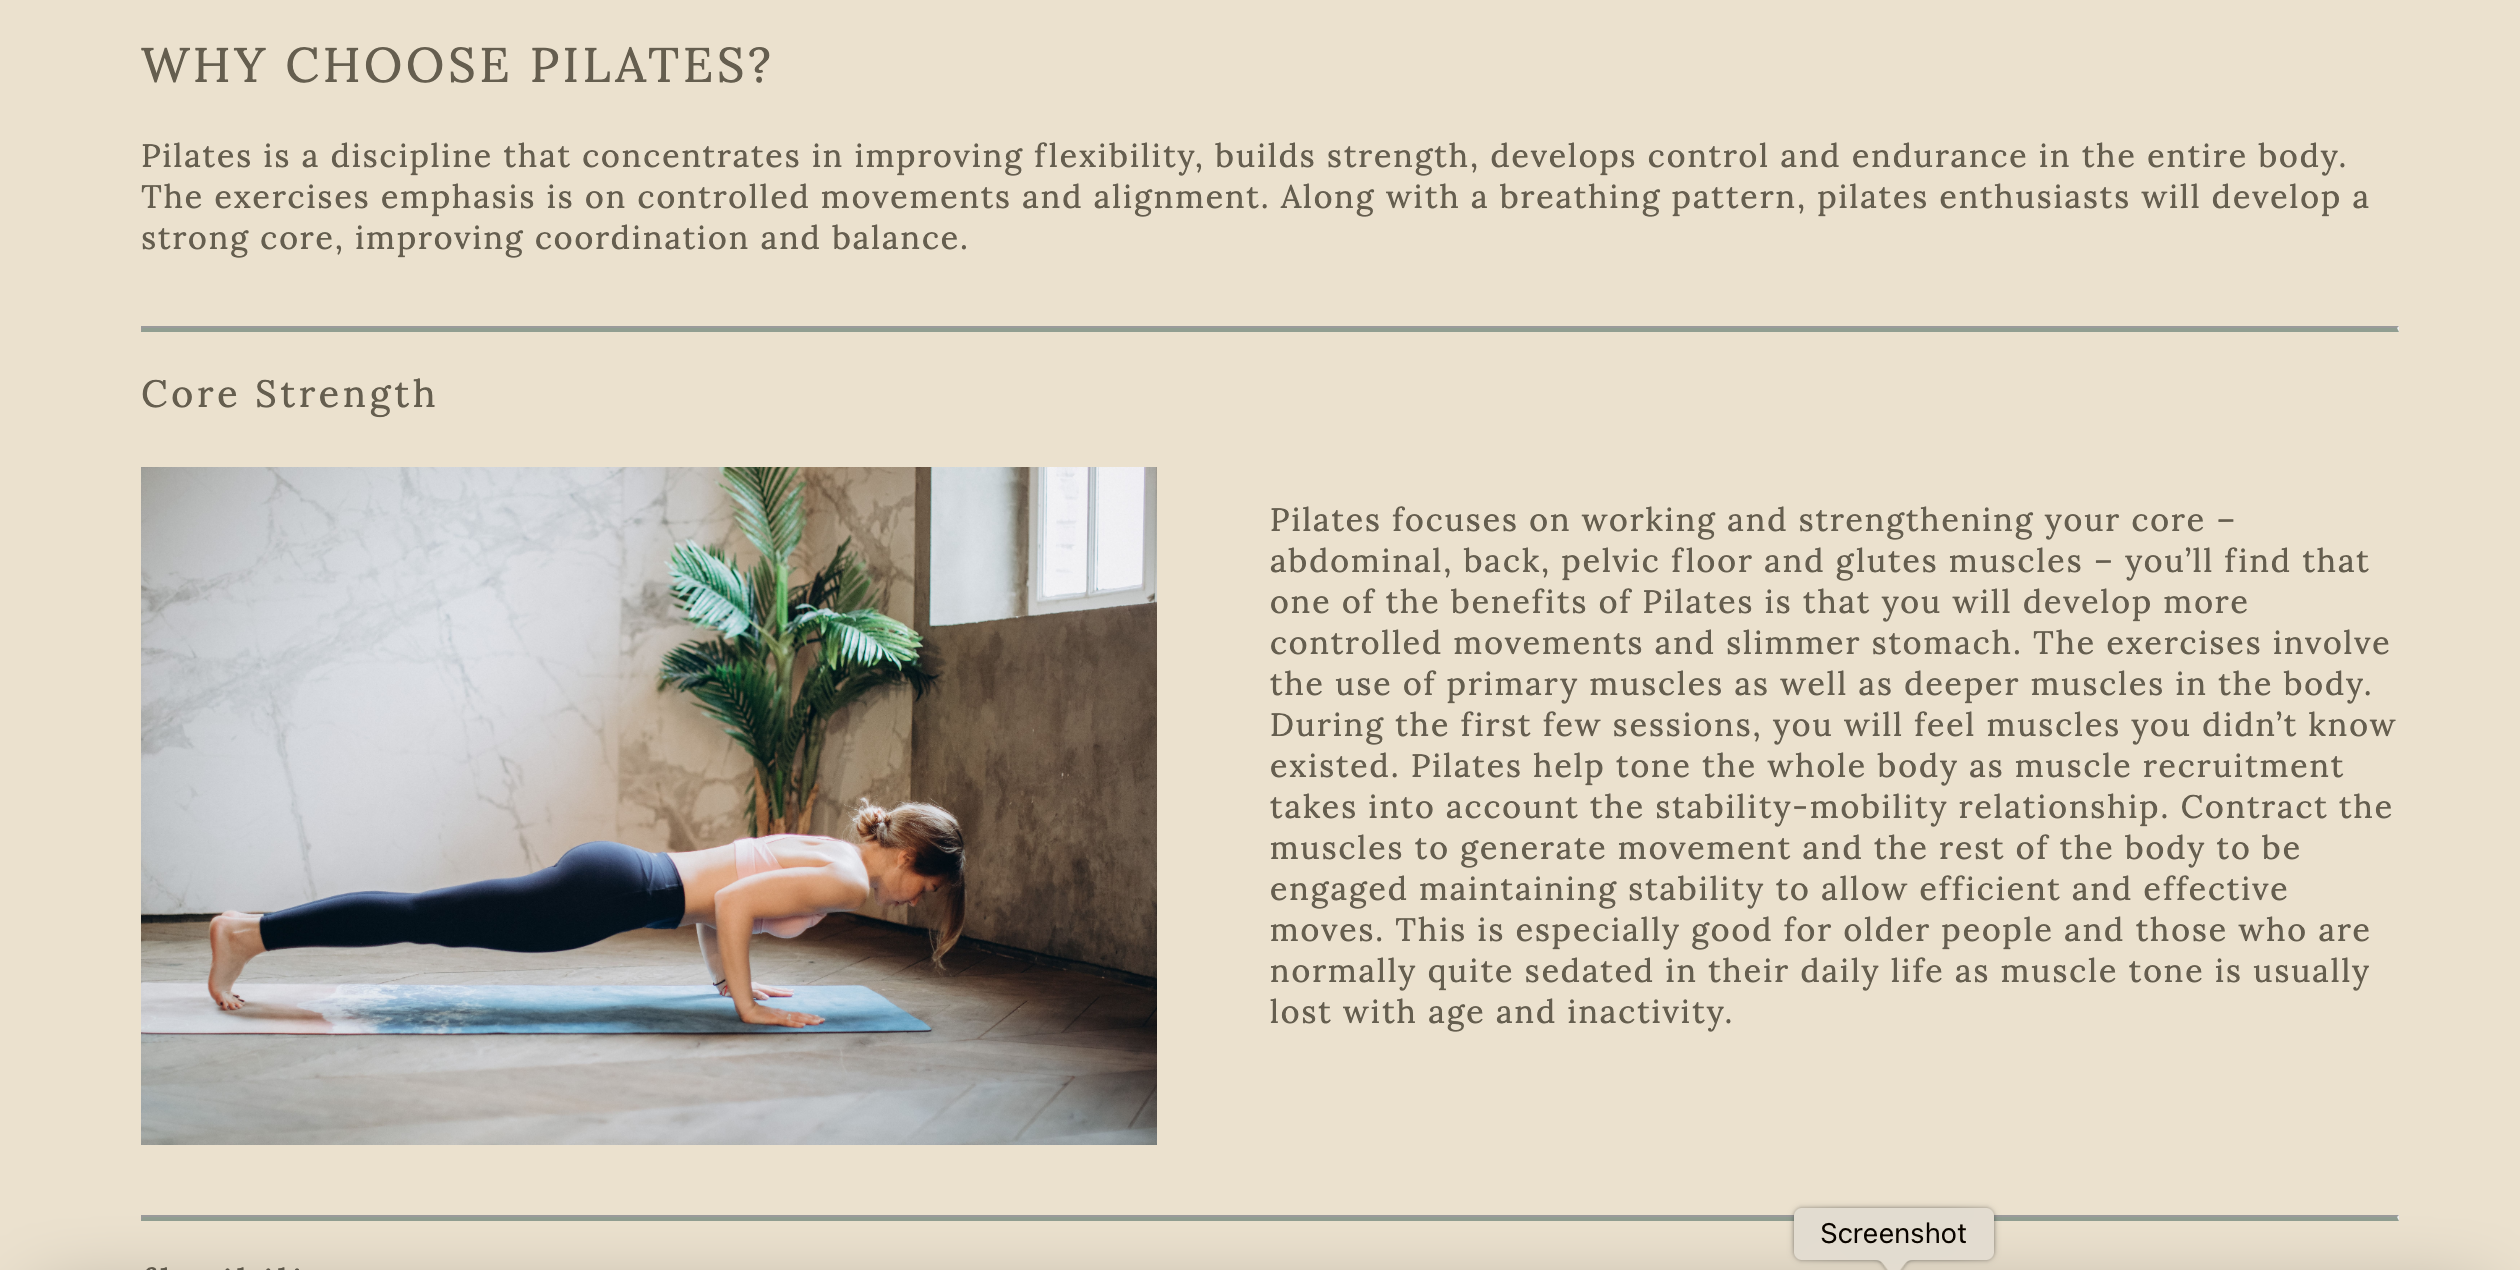 WHY CHOOSE PILATES?
Pilates is a discipline that concentrates in improving flexibility, builds strength, develops control and endurance in the entire body.
The exercises emphasis is on controlled movements and alignment. Along with a breathing pattern, pilates enthusiasts will develop a
strong core, improving coordination and balance.
Core Strength
Pilates focuses on working and strengthening your core –
abdominal, back, pelvic floor and glutes muscles – you’ll find that
one of the benefits of Pilates is that you will develop more
controlled movements and slimmer stomach. The exercises involve
the use of primary muscles as well as deeper muscles in the body.
During the first few sessions, you will feel muscles you didn’t know
existed. Pilates help tone the whole body as muscle recruitment
takes into account the stability-mobility relationship. Contract the
muscles to generate movement and the rest of the body to be
engaged maintaining stability to allow efficient and effective
moves. This is especially good for older people and those who are
normally quite sedated in their daily life as muscle tone is usually
lost with age and inactivity.
Screenshot